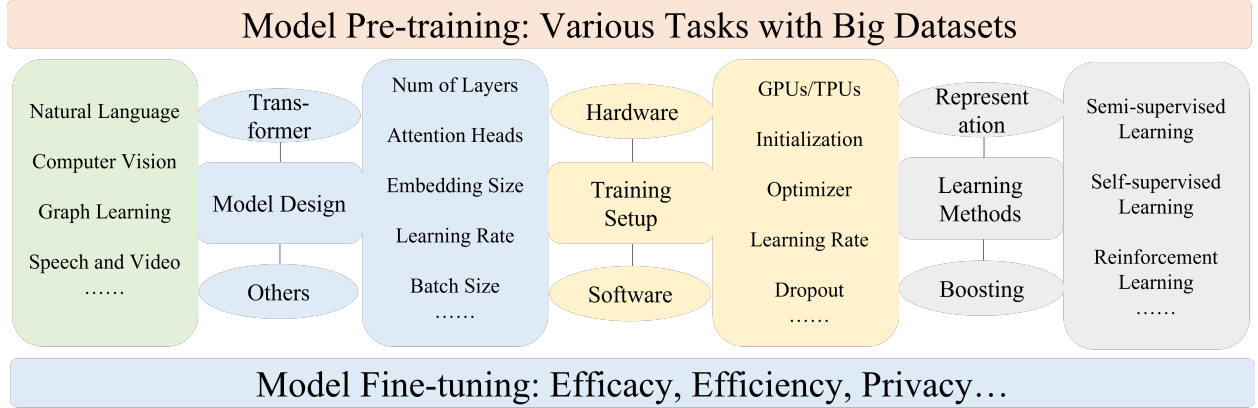 Model Pre-training: Various Tasks with Big Datasets
Natural Language
Computer Vision
Graph Learning
Speech and Video
……
Trans-
former
Model Design
Others
Num of Layers
Attention Heads
Embedding Size
Learning Rate
Batch Size
……
Hardware
Training
Setup
Software
GPUs/TPUs
Initialization
Optimizer
Learning Rate
Dropout
……
Represent
ation
Learning
Methods
Boosting
Semi-supervised
Learning
Self-supervised
Learning
Reinforcement
Learning
……
Model Fine-tuning: Efficacy, Efficiency, Privacy…